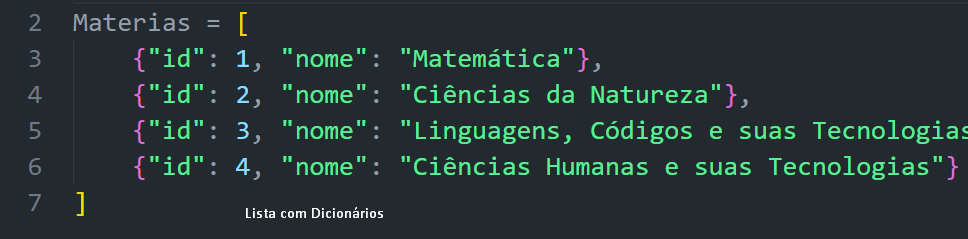 2 Materias = [
3 {"id": 1, "nome": "Matemática"},
4 {"id": 2, "nome": "Ciências da Natureza"},
5 {"id": 3, "nome": "Linguagens, Códigos e suas Tecnologias
6 {"id": 4, "nome": "Ciências Humanas e suas Tecnologias"}
7 ]
Lista com Dicionários